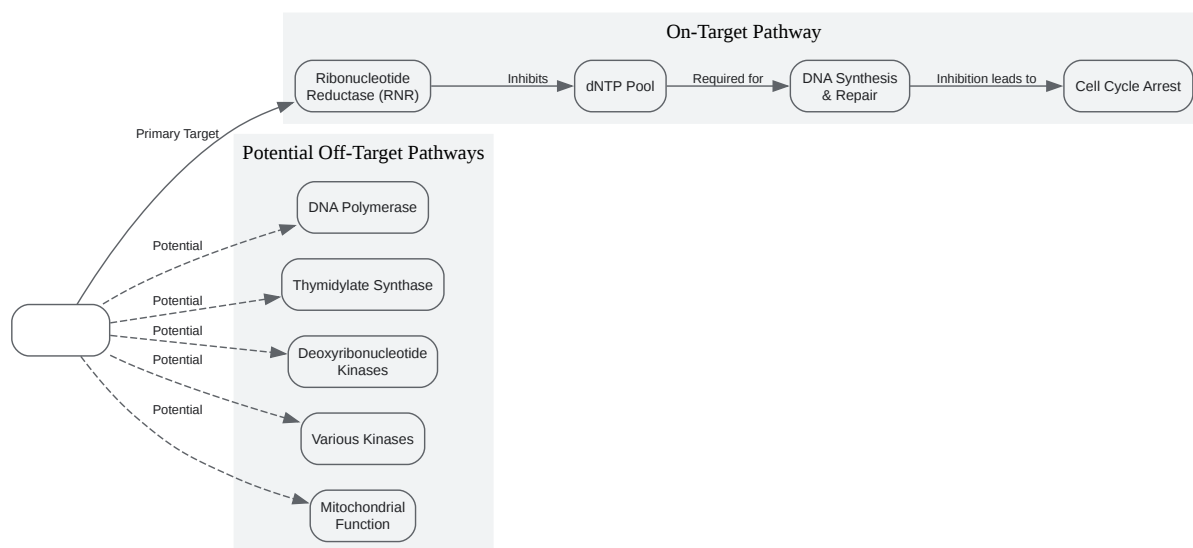 On-Target Pathway
Ribonucleotide
Reductase (RNR)
Inhibits
dNTP Pool
Required for
DNA Synthesis
& Repair
Inhibition leads to
Cell Cycle Arrest
Primary Target
Potential Off-Target Pathways
DNA Polymerase
Potential
Thymidylate Synthase
Potential
Potential
Deoxyribonucleotide
Kinases
Potential
Potential
Various Kinases
Mitochondrial
Function